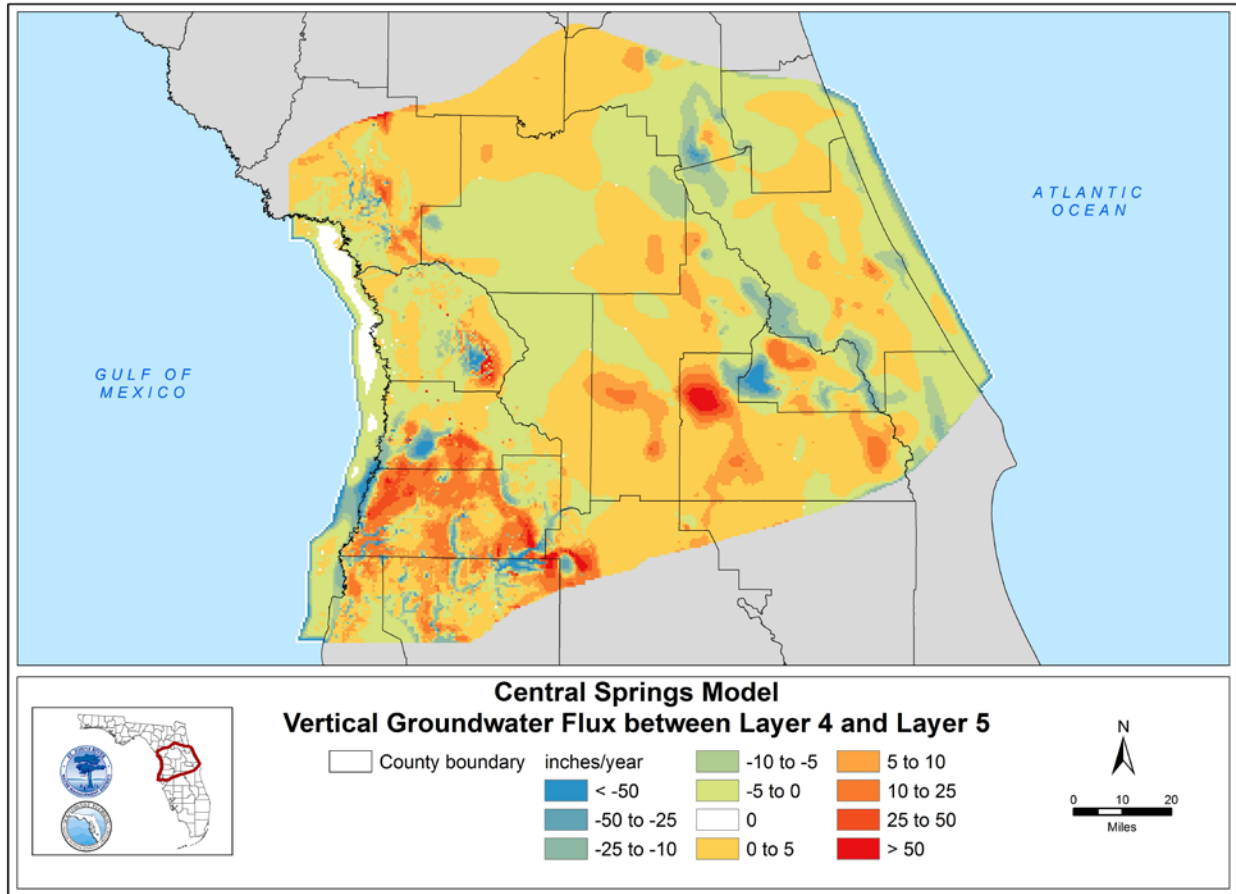 ATLANTIC
OCEAN
GULF OF
MEXICO
Central Springs Model
Vertical Groundwater Flux between Layer 4 and Layer 5
County boundary
inches/year
< -50
-50 to -25
-25 to -10
-10 to -5
-5 to 0
0
0 to 5
5 to 10
10 to 25
25 to 50
> 50
N
0 10 20
Miles